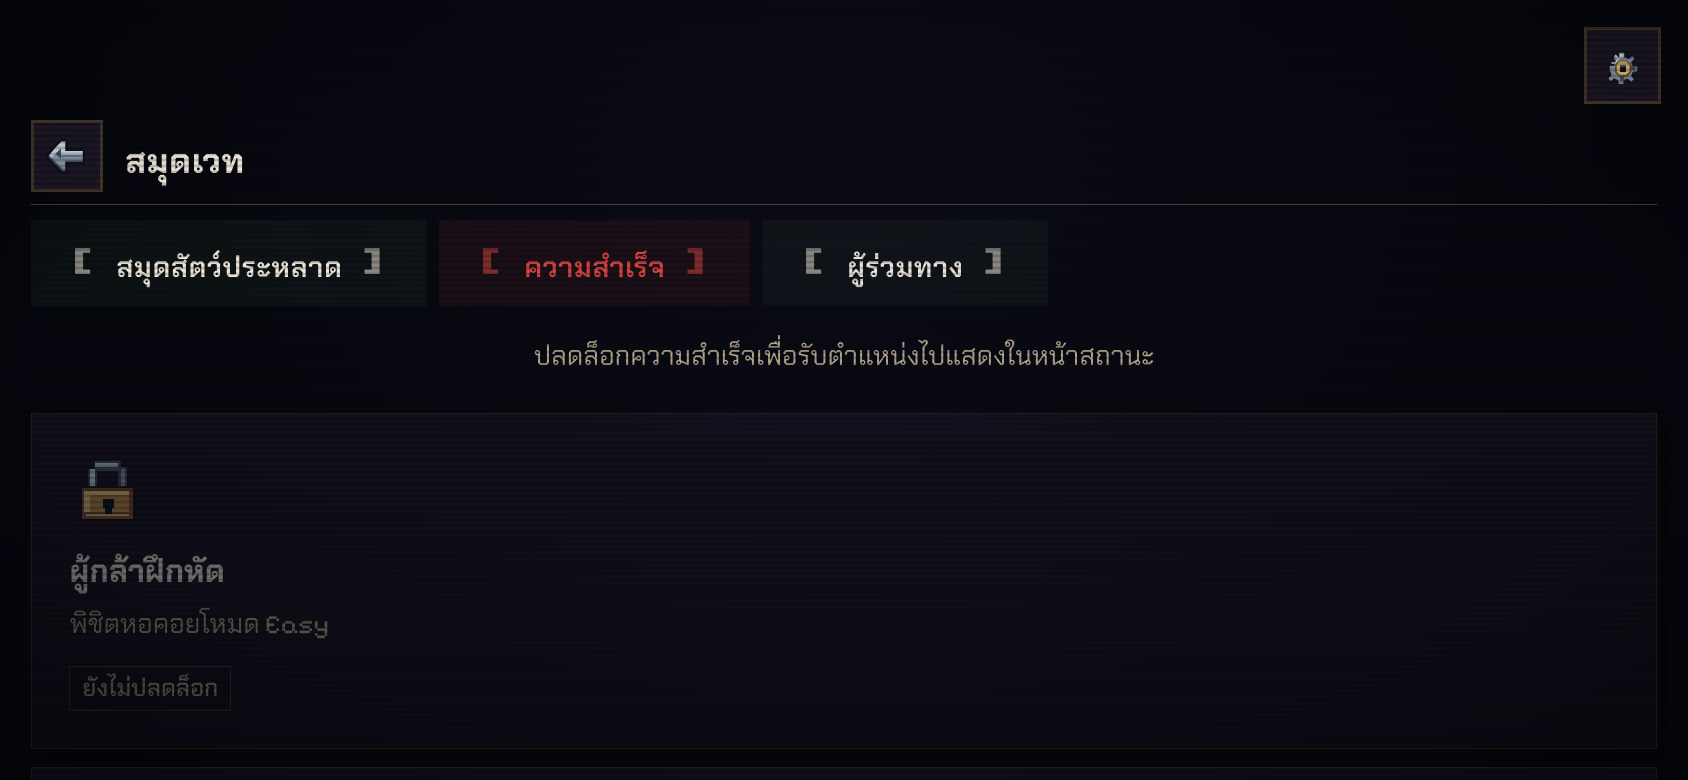 สมุดเวท
[ สมุดสัตว์ประหลาด ] [ ความสำเร็จ ] [ ผู้ร่วมทาง ]
ปลดล็อกความสำเร็จเพื่อรับตำแหน่งไปแสดงในหน้าสถานะ
ผู้กล้าฝึกหัด
พิชิตหอคอยโหมด Easy
ยังไม่ปลดล็อก